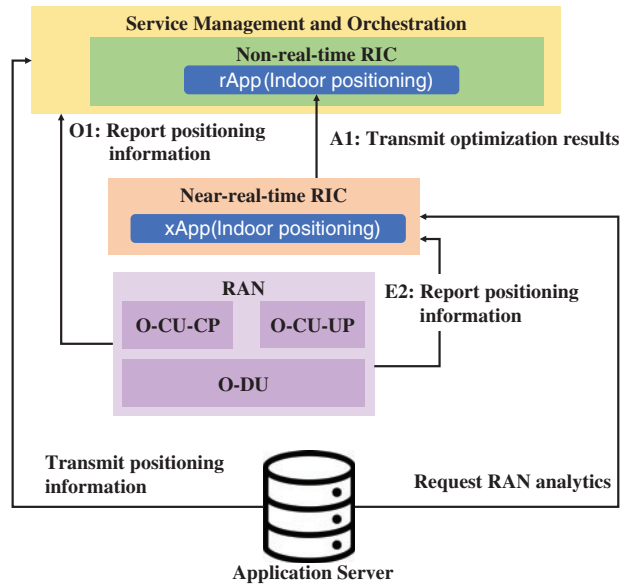 Service Management and Orchestration
Non-real-time RIC
rApp(Indoor positioning)
O1: Report positioning
information
A1: Transmit optimization results
Near-real-time RIC
xApp(Indoor positioning)
RAN
O-CU-CP
O-CU-UP
O-DU
E2: Report positioning
information
Transmit positioning
information
Request RAN analytics
Application Server